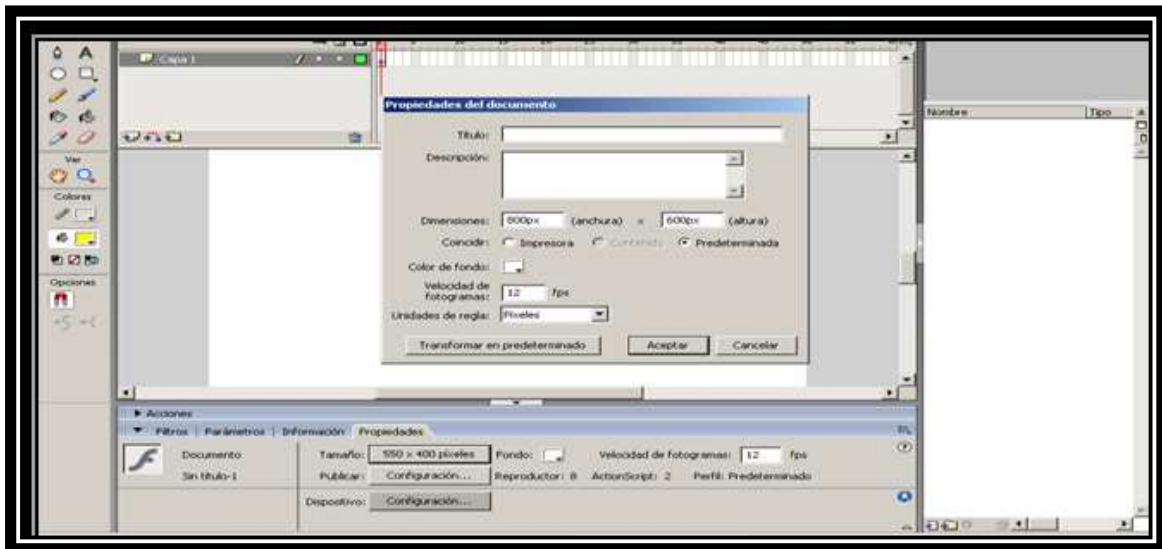 A
Capa 1
Ver
Colores
Opciones
Propiedades del documento
Título:
Descripción:
Dimensiones: 800px (anchura) x 600px (altura)
Coincidir: Impresora Contenido Predeterminada
Color de fondo:
Velocidad de
fotogramas: 12 fps
Unidades de regla: Píxeles
Transformar en predeterminado Aceptar Cancelar
Nombre Tipo
Acciones
Filtros Parámetros Información Propiedades
Documento Tamaño: 550 x 400 píxeles Fondo: Velocidad de fotogramas: 12 fps
Sin título-1 Publicar: Configuración... Reproductor: 8 ActionScript: 2 Perfil: Predeterminado
Dispositivo: Configuración...